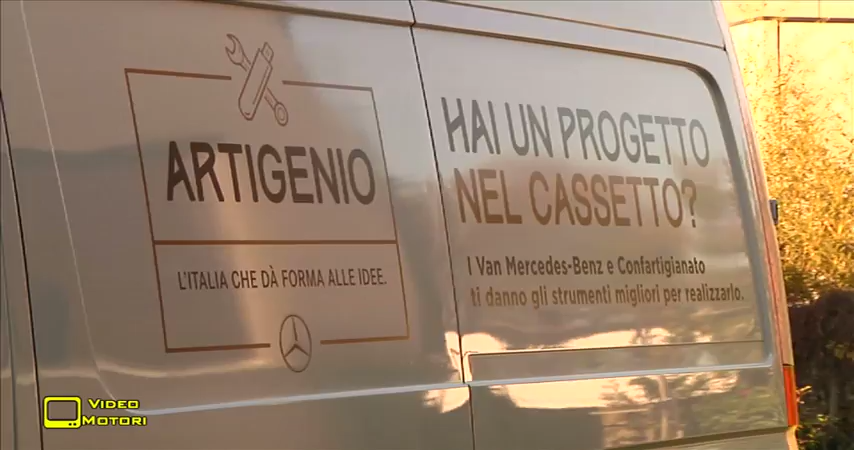 ARTIGENIO
L'ITALIA CHE DÀ FORMA ALLE IDEE.
HAI UN PROGETTO
NEL CASSETTO?
I Van Mercedes-Benz e Confartigianato
ti danno gli strumenti migliori per realizzarlo.
VIDEO
MOTORI